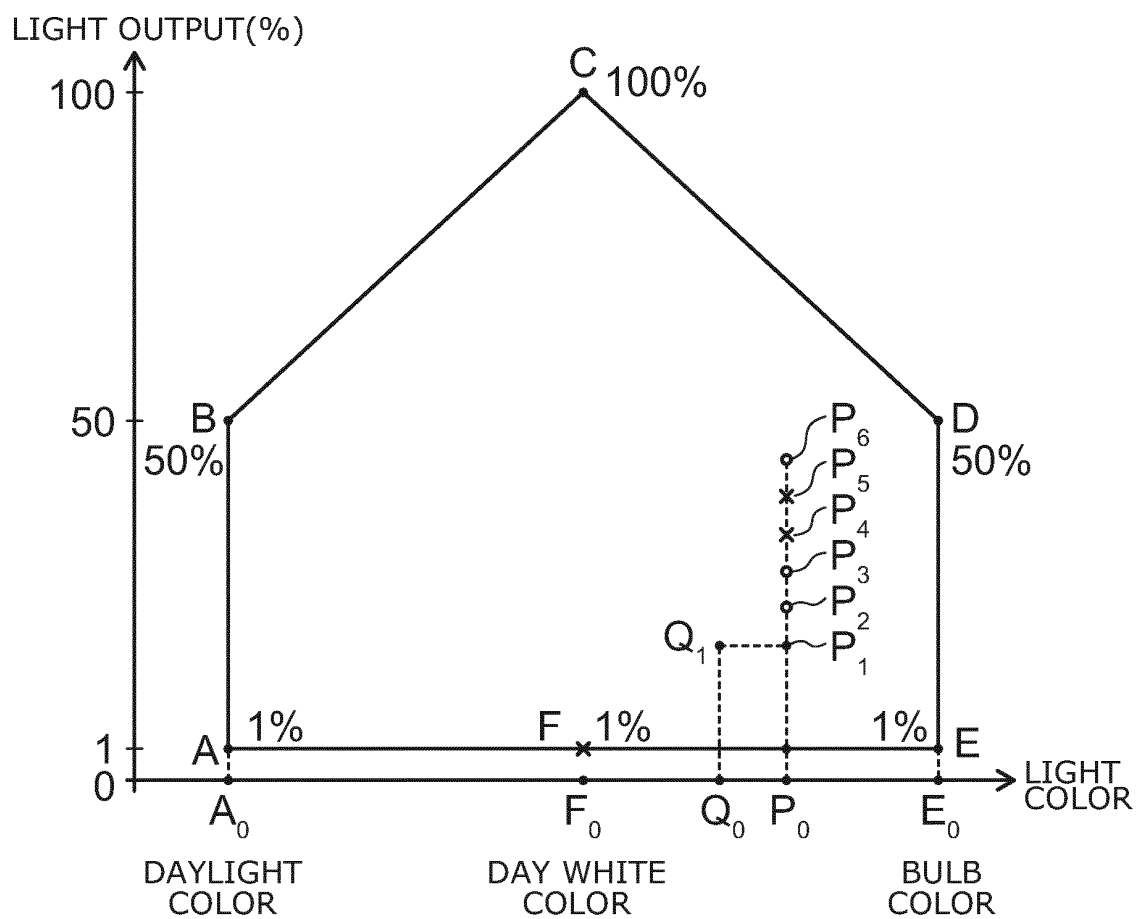 LIGHT OUTPUT(%)
C 100%
100
B
50
50%
D
50%
P6
P5
P4
P3
P2
P1
Q1
1%
F 1%
1%
A
E
1
0
LIGHT
COLOR
A0
F0
Q0
P0
E0
DAYLIGHT
COLOR
DAY WHITE
COLOR
BULB
COLOR